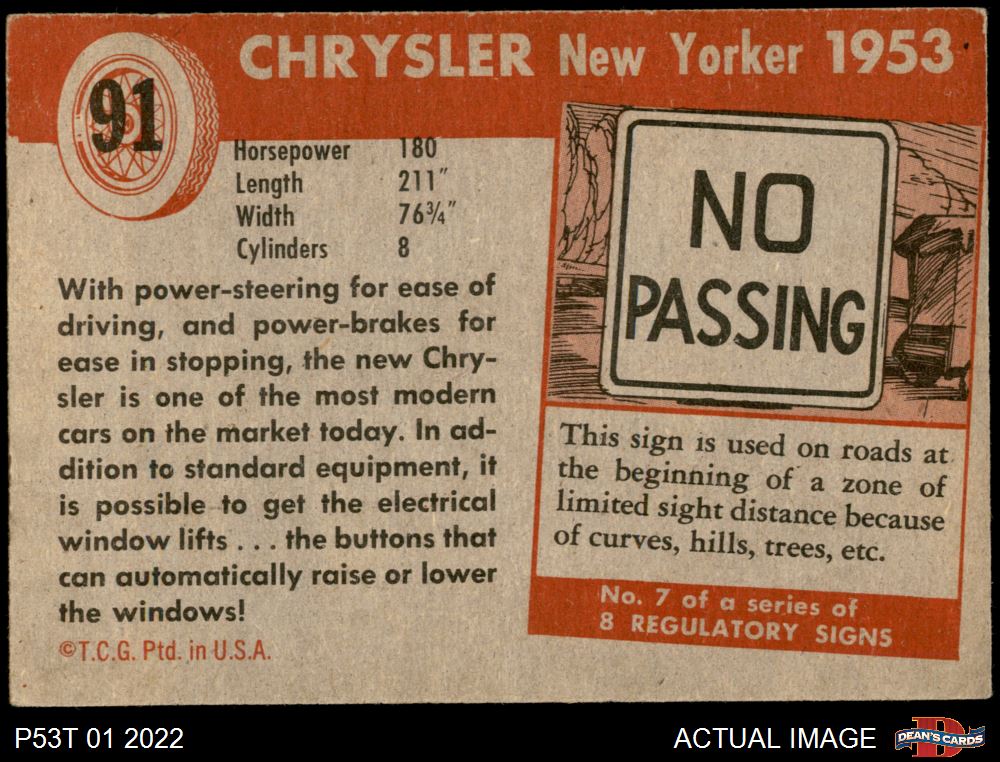 91
CHRYSLER New Yorker 1953
Horsepower 180
Length 211"
Width 76¾"
Cylinders 8
With power-steering for ease of
driving, and power-brakes for
ease in stopping, the new Chry-
sler is one of the most modern
cars on the market today. In ad-
dition to standard equipment, it
is possible to get the electrical
window lifts . . . the buttons that
can automatically raise or lower
the windows!
©T.C.G. Ptd. in U.S.A.
NO
PASSING
This sign is used on roads at
the beginning of a zone of
limited sight distance because
of curves, hills, trees, etc.
No. 7 of a series of
8 REGULATORY SIGNS
P53T 01 2022
ACTUAL IMAGE
D
DEAN'S CARDS